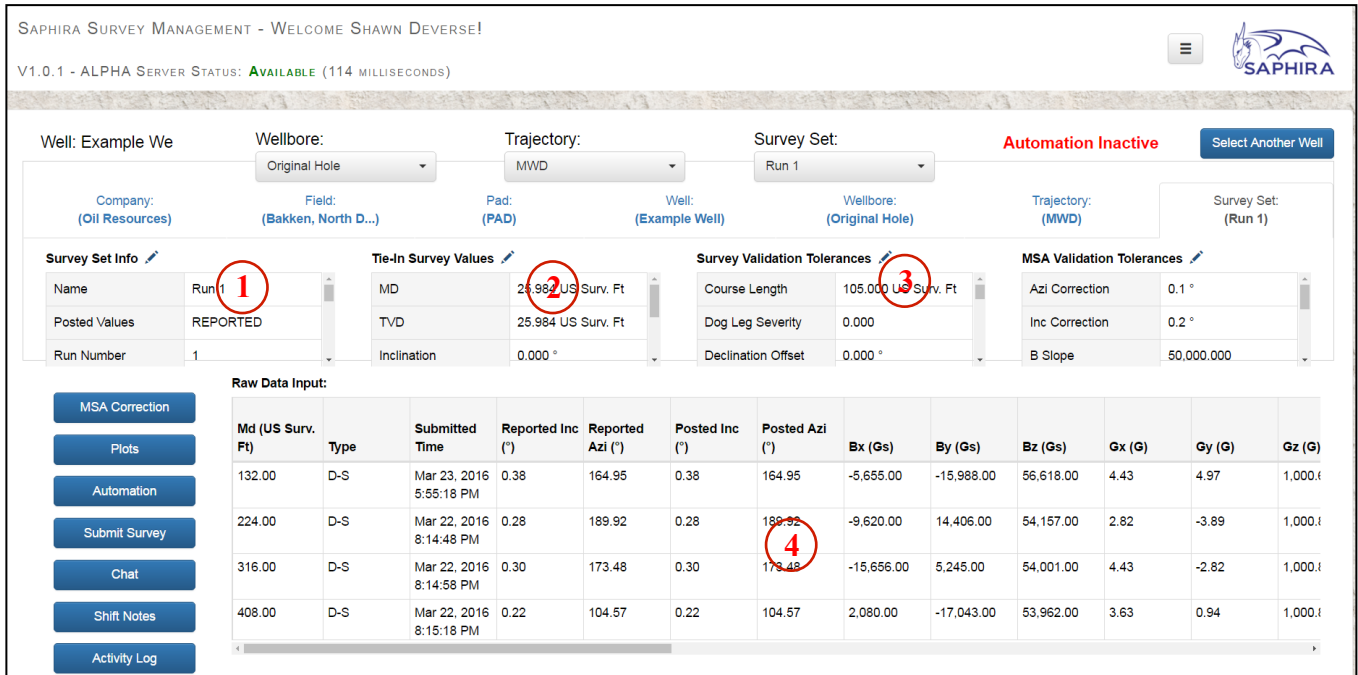 SAPHIRA SURVEY MANAGEMENT - WELCOME SHAWN DEVERSE!
V1.0.1 - ALPHA SERVER STATUS: AVAILABLE (114 MILLISECONDS)
SAPHIRA
Well: Example We
Wellbore:
Original Hole
Trajectory:
MWD
Survey Set:
Run 1
Automation Inactive
Select Another Well
Company:
(Oil Resources)
Field:
(Bakken, North D...)
Pad:
(PAD)
Well:
(Example Well)
Wellbore:
(Original Hole)
Trajectory:
(MWD)
Survey Set:
(Run 1)
Survey Set Info
Name Run 1
Posted Values REPORTED
Run Number 1
1
Tie-In Survey Values
MD 25.984 US Surv. Ft
TVD 25.984 US Surv. Ft
Inclination 0.000 °
2
Survey Validation Tolerances
Course Length 105.000 US Surv. Ft
Dog Leg Severity 0.000
Declination Offset 0.000 °
3
MSA Validation Tolerances
Azi Correction 0.1 °
Inc Correction 0.2 °
B Slope 50,000.000
MSA Correction
Plots
Automation
Submit Survey
Chat
Shift Notes
Activity Log
Raw Data Input:
Md (US Surv. Ft) Type Submitted Time Reported Inc (°) Reported Azi (°) Posted Inc (°) Posted Azi (°) Bx (Gs) By (Gs) Bz (Gs) Gx (G) Gy (G) Gz (G)
132.00 D-S Mar 23, 2016 5:55:18 PM 0.38 164.95 0.38 164.95 -5,655.00 -15,988.00 56,618.00 4.43 4.97
224.00 D-S Mar 22, 2016 8:14:48 PM 0.28 189.92 0.28 189.92 -9,620.00 14,406.00 54,157.00 2.82 -3.89
316.00 D-S Mar 22, 2016 8:14:58 PM 0.30 173.48 0.30 173.48 -15,656.00 5,245.00 54,001.00 4.43 -2.82
408.00 D-S Mar 22, 2016 8:15:18 PM 0.22 104.57 0.22 104.57 2,080.00 -17,043.00 53,962.00 3.63 0.94
4